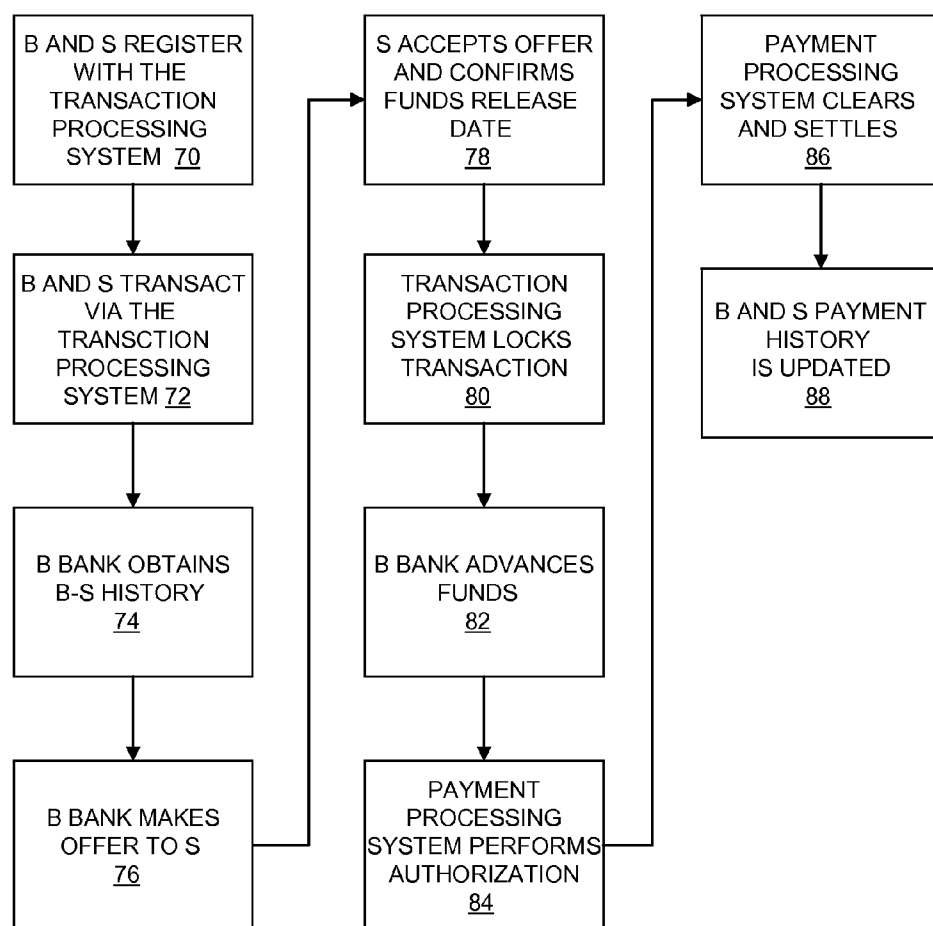 B AND S REGISTER
WITH THE
TRANSACTION
PROCESSING
SYSTEM 70
B AND S TRANSACT
VIA THE
TRANSCTION
PROCESSING
SYSTEM 72
B BANK OBTAINS
B-S HISTORY
74
B BANK MAKES
OFFER TO S
76
S ACCEPTS OFFER
AND CONFIRMS
FUNDS RELEASE
DATE
78
TRANSACTION
PROCESSING
SYSTEM LOCKS
TRANSACTION
80
B BANK ADVANCES
FUNDS
82
PAYMENT
PROCESSING
SYSTEM PERFORMS
AUTHORIZATION
84
PAYMENT
PROCESSING
SYSTEM CLEARS
AND SETTLES
86
B AND S PAYMENT
HISTORY
IS UPDATED
88